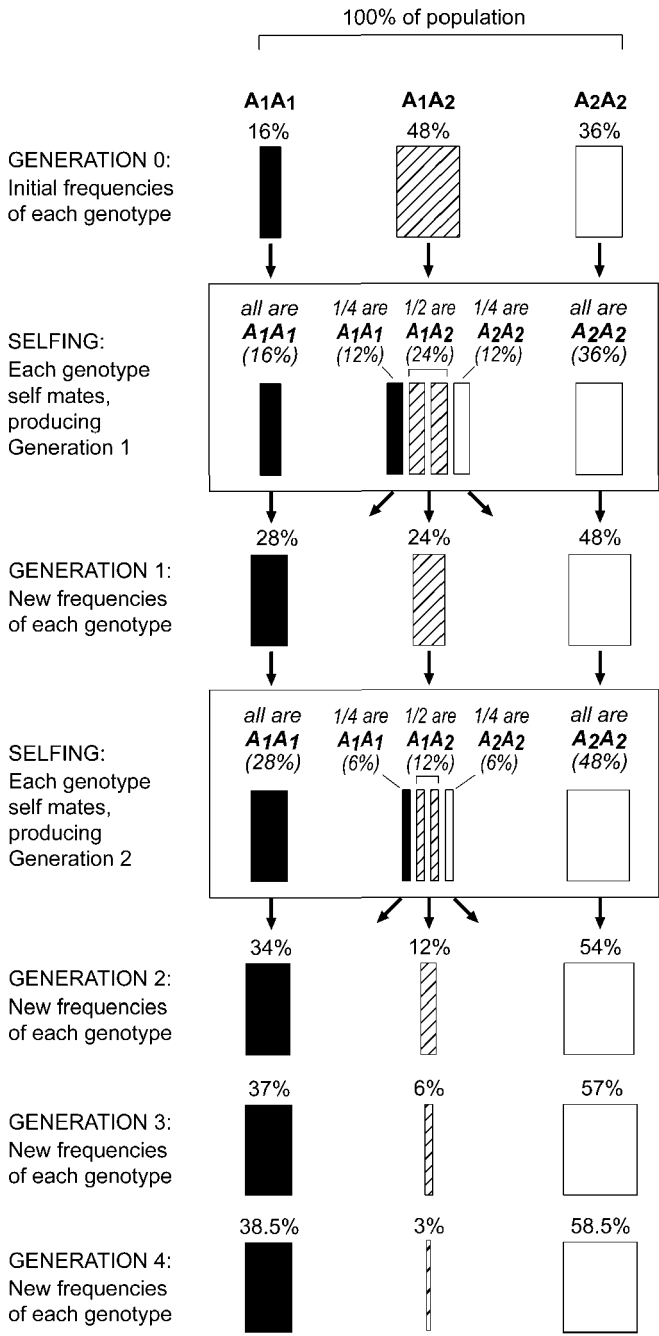 100% of population
A1A1 A1A2 A2A2
16% 48% 36%
GENERATION 0:
Initial frequencies
of each genotype
all are 1/4 are 1/2 are 1/4 are all are
A1A1 A1A1 A1A2 A2A2 A2A2
(16%) (12%) (24%) (12%) (36%)
SELFING:
Each genotype
self mates,
producing
Generation 1
28% 24% 48%
GENERATION 1:
New frequencies
of each genotype
all are 1/4 are 1/2 are 1/4 are all are
A1A1 A1A1 A1A2 A2A2 A2A2
(28%) (6%) (12%) (6%) (48%)
SELFING:
Each genotype
self mates,
producing
Generation 2
34% 12% 54%
GENERATION 2:
New frequencies
of each genotype
37% 6% 57%
GENERATION 3:
New frequencies
of each genotype
38.5% 3% 58.5%
GENERATION 4:
New frequencies
of each genotype